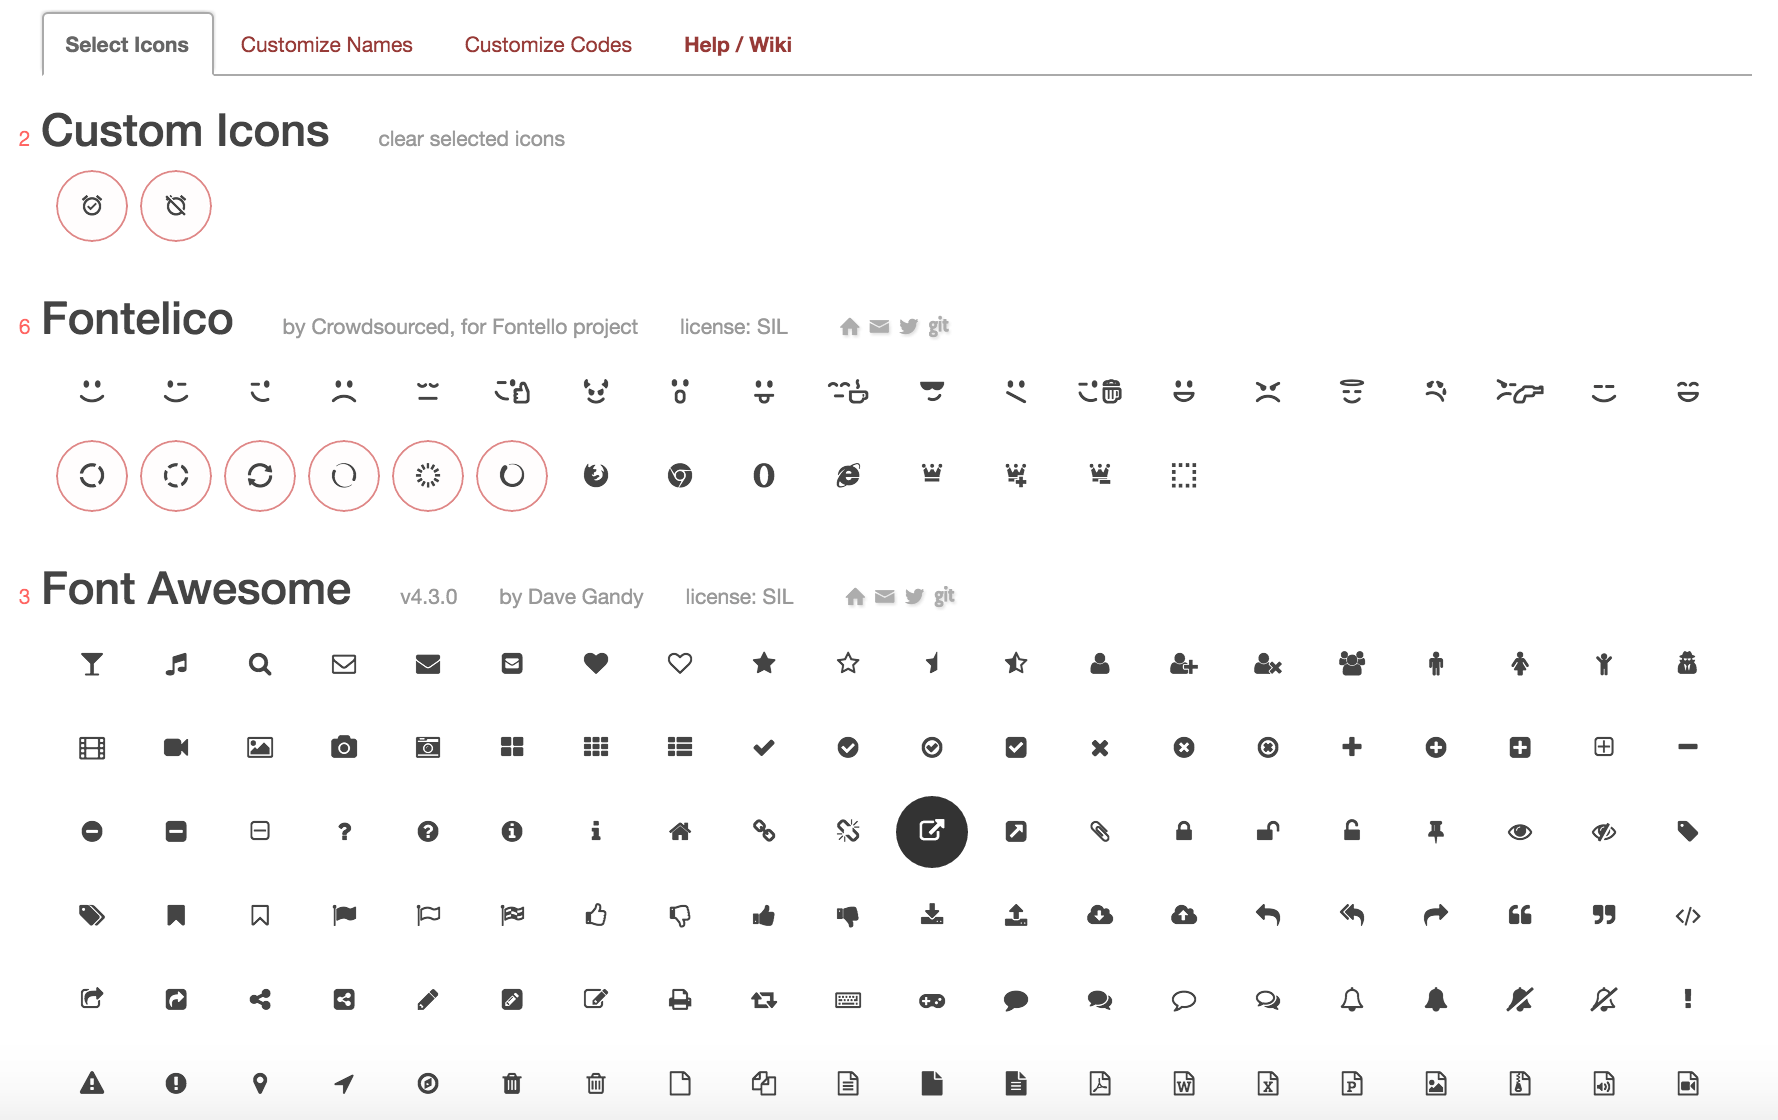 Select Icons Customize Names Customize Codes Help / Wiki
2 Custom Icons clear selected icons
6 Fontelico by Crowdsourced, for Fontello project license: SIL git
3 Font Awesome v4.3.0 by Dave Gandy license: SIL git